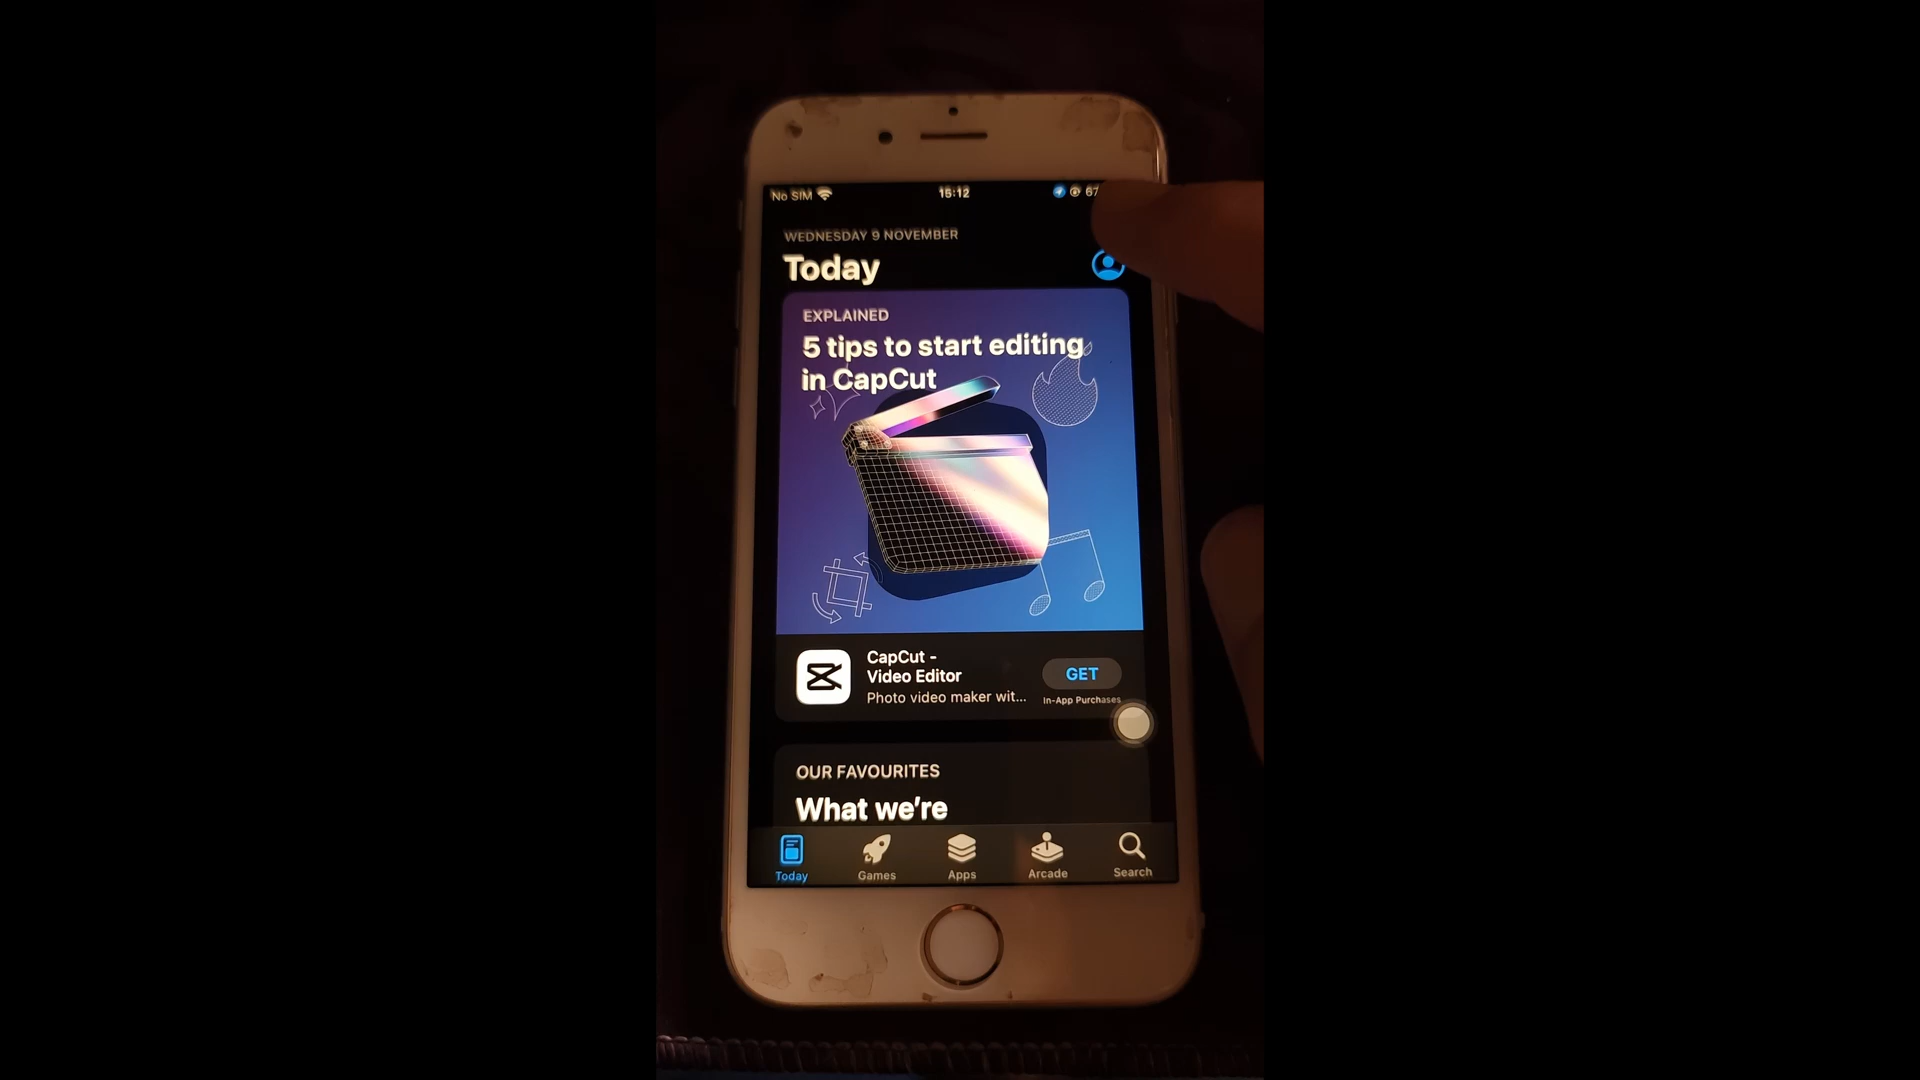 No SIM 15:12 67
WEDNESDAY 9 NOVEMBER
Today
EXPLAINED
5 tips to start editing
in CapCut
CapCut -
Video Editor
Photo video maker wit...
GET
In-App Purchases
OUR FAVOURITES
What we're
Today Games Apps Arcade Search